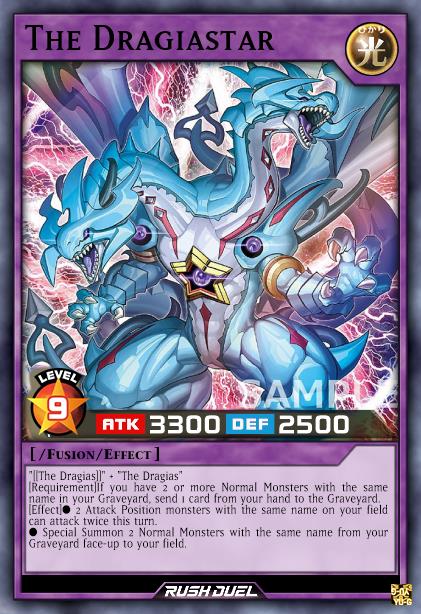 The Dragiastar
ひかり
光
SAMPLE
LEVEL
9
ATK 3300 DEF 2500
[ /Fusion/Effect ]
"[[The Dragias]]" + "The Dragias"
[Requirement]If you have 2 or more Normal Monsters with the same
name in your Graveyard, send 1 card from your hand to the Graveyard.
[Effect]● 2 Attack Position monsters with the same name on your field
can attack twice this turn.
● Special Summon 2 Normal Monsters with the same name from your
Graveyard face-up to your field.
RUSH DUEL